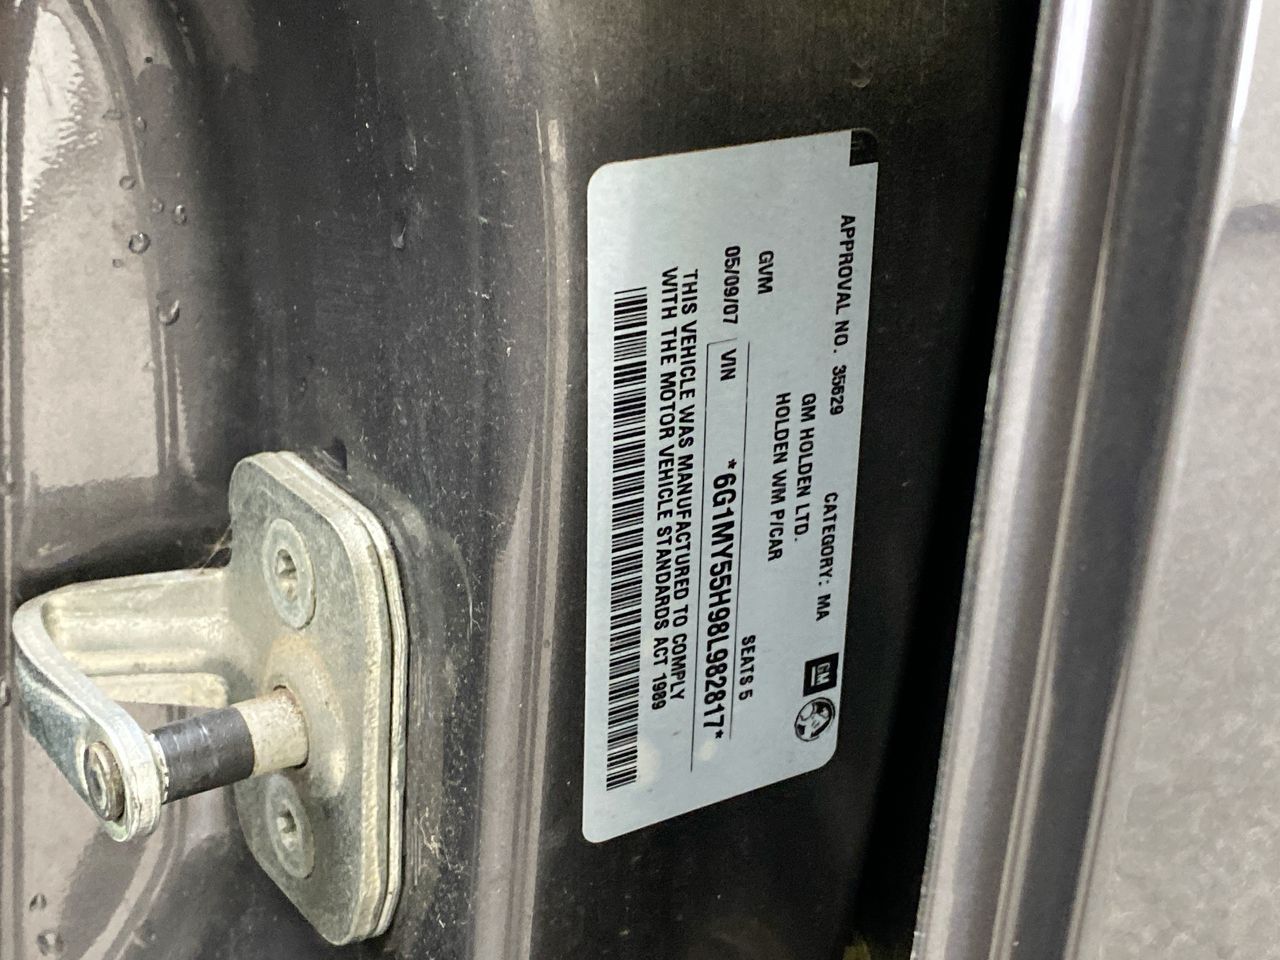 APPROVAL NO. 35629 CATEGORY: MA
GM
GM HOLDEN LTD.
HOLDEN WM P/CAR
GVM SEATS 5
05/09/07 VIN *6G1MY55H98L982817*
THIS VEHICLE WAS MANUFACTURED TO COMPLY
WITH THE MOTOR VEHICLE STANDARDS ACT 1989